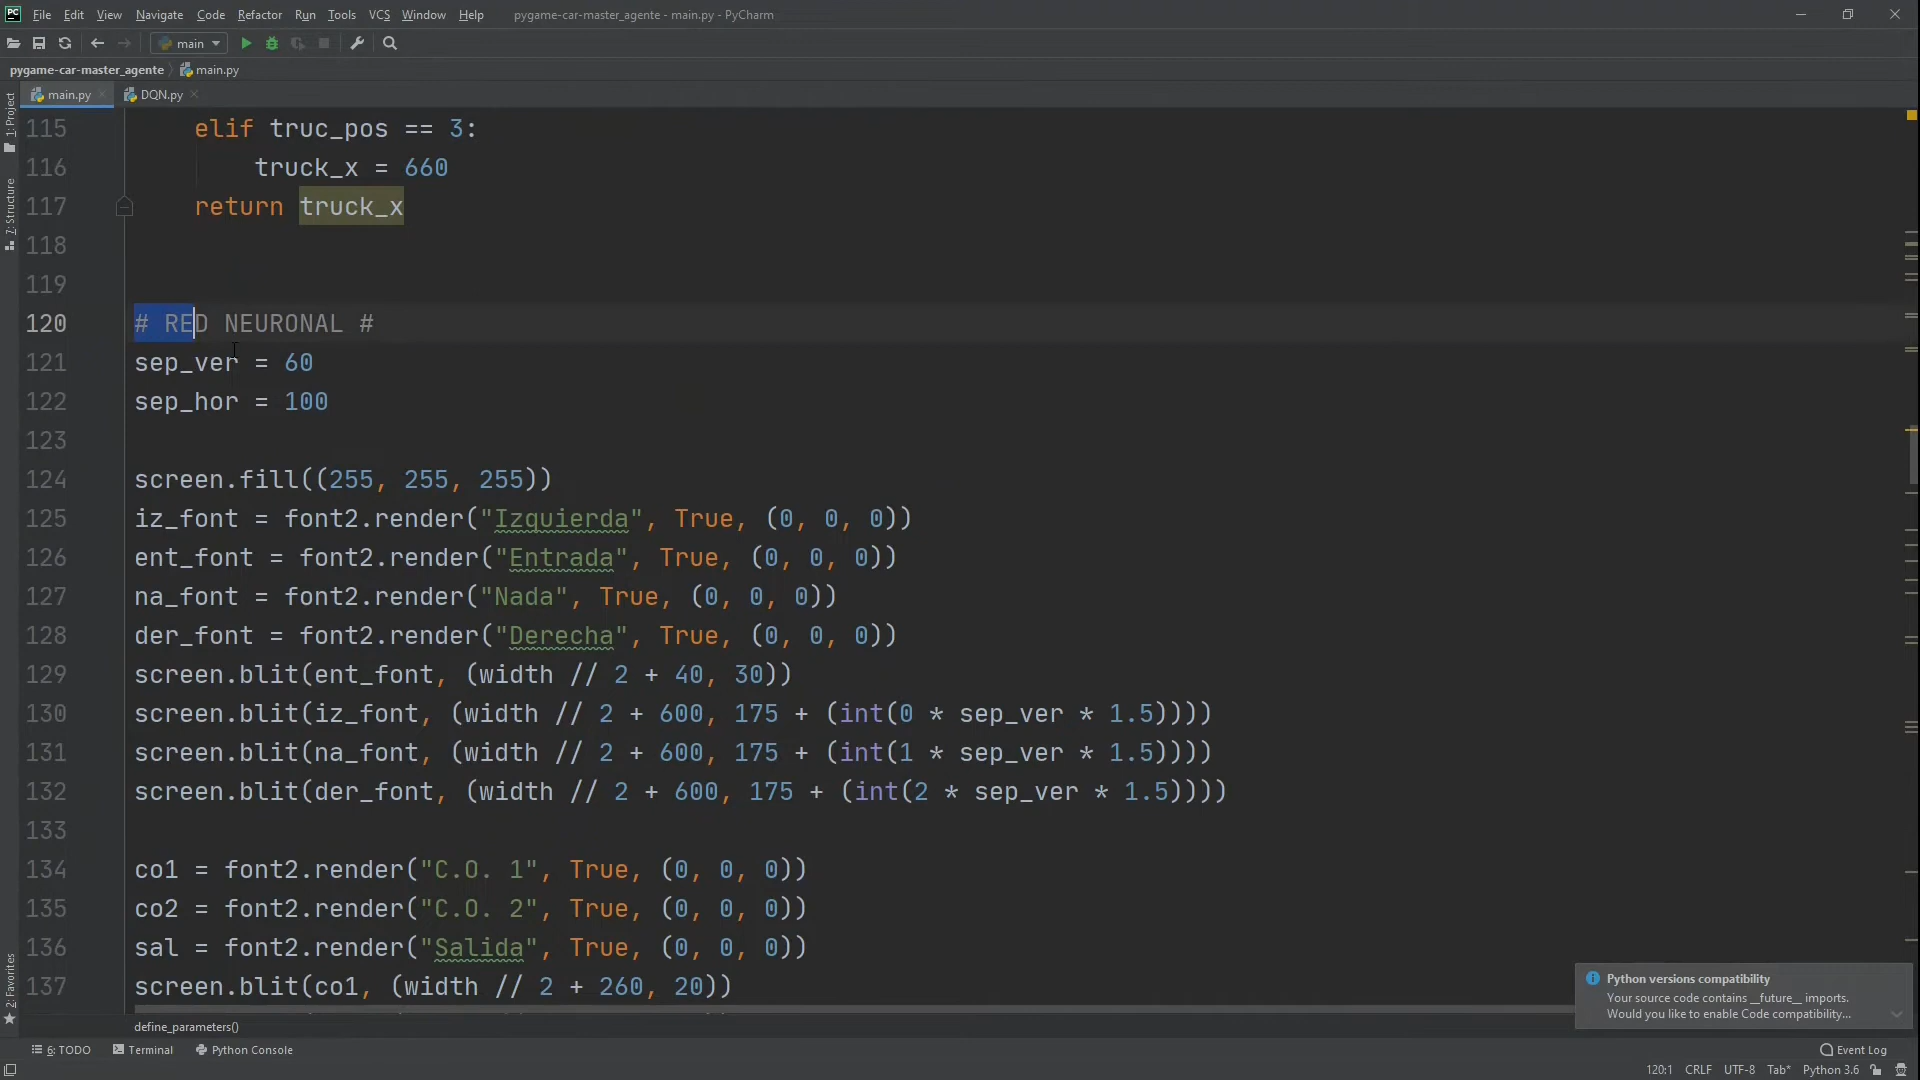 File Edit View Navigate Code Refactor Run Tools VCS Window Help pygame-car-master_agente - main.py - PyCharm
main
pygame-car-master_agente main.py
main.py DQN.py
1: Project
7: Structure
2: Favorites
115 elif truc_pos == 3:
116 truck_x = 660
117 return truck_x
118
119
120 # RED NEURONAL #
121 sep_ver = 60
122 sep_hor = 100
123
124 screen.fill((255, 255, 255))
125 iz_font = font2.render("Izquierda", True, (0, 0, 0))
126 ent_font = font2.render("Entrada", True, (0, 0, 0))
127 na_font = font2.render("Nada", True, (0, 0, 0))
128 der_font = font2.render("Derecha", True, (0, 0, 0))
129 screen.blit(ent_font, (width // 2 + 40, 30))
130 screen.blit(iz_font, (width // 2 + 600, 175 + (int(0 * sep_ver * 1.5))))
131 screen.blit(na_font, (width // 2 + 600, 175 + (int(1 * sep_ver * 1.5))))
132 screen.blit(der_font, (width // 2 + 600, 175 + (int(2 * sep_ver * 1.5))))
133
134 co1 = font2.render("C.O. 1", True, (0, 0, 0))
135 co2 = font2.render("C.O. 2", True, (0, 0, 0))
136 sal = font2.render("Salida", True, (0, 0, 0))
137 screen.blit(co1, (width // 2 + 260, 20))
Python versions compatibility
Your source code contains __future__ imports.
Would you like to enable Code compatibility...
define_parameters()
6: TODO Terminal Python Console Event Log
120:1 CRLF UTF-8 Tab* Python 3.6